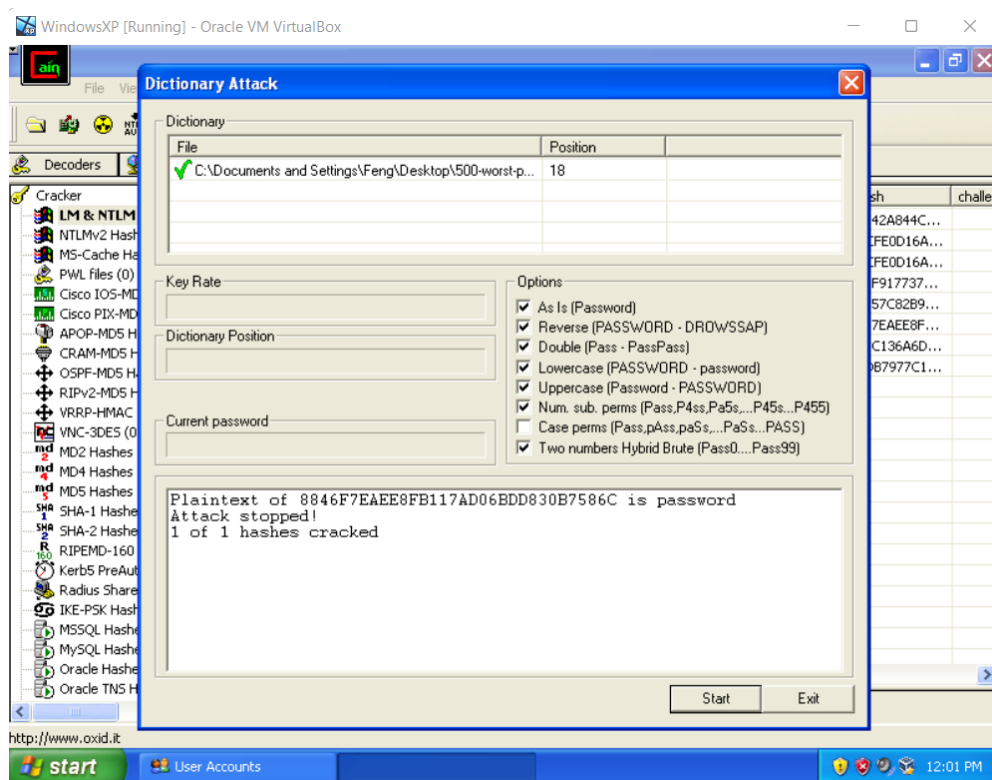 WindowsXP [Running] - Oracle VM VirtualBox
Cain
File Vie
Dictionary Attack
NT
AU
Decoders
Dictionary
File Position
C:\Documents and Settings\Feng\Desktop\500-worst-p... 18
Cracker
LM & NTLM
NTLMv2 Hash
MS-Cache Ha
PWL files (0)
Cisco IOS-MD
Cisco PIX-MD
APOP-MD5 H
CRAM-MD5 H
OSPF-MD5 H
RIPv2-MD5 H
VRRP-HMAC
VNC-3DES (0
MD2 Hashes
MD4 Hashes
MD5 Hashes
SHA-1 Hashe
SHA-2 Hashe
RIPEMD-160
Kerb5 PreAut
Radius Share
IKE-PSK Hash
MSSQL Hashe
MySQL Hashe
Oracle Hashe
Oracle TNS H
Key Rate
Dictionary Position
Current password
Options
As Is (Password)
Reverse (PASSWORD - DROWSSAP)
Double (Pass - PassPass)
Lowercase (PASSWORD - password)
Uppercase (Password - PASSWORD)
Num. sub. perms (Pass,P4ss,Pa5s,...P45s...P455)
Case perms (Pass,pAss,paSs,...PaSs...PASS)
Two numbers Hybrid Brute (Pass0....Pass99)
sh challe
42A844C...
CFE0D16A...
CFE0D16A...
F917737...
57C82B9...
7EAEE8F...
C136A6D...
DB7977C1...
Plaintext of 8846F7EAEE8FB117AD06BDD830B7586C is password
Attack stopped!
1 of 1 hashes cracked
Start Exit
http://www.oxid.it
start User Accounts 12:01 PM